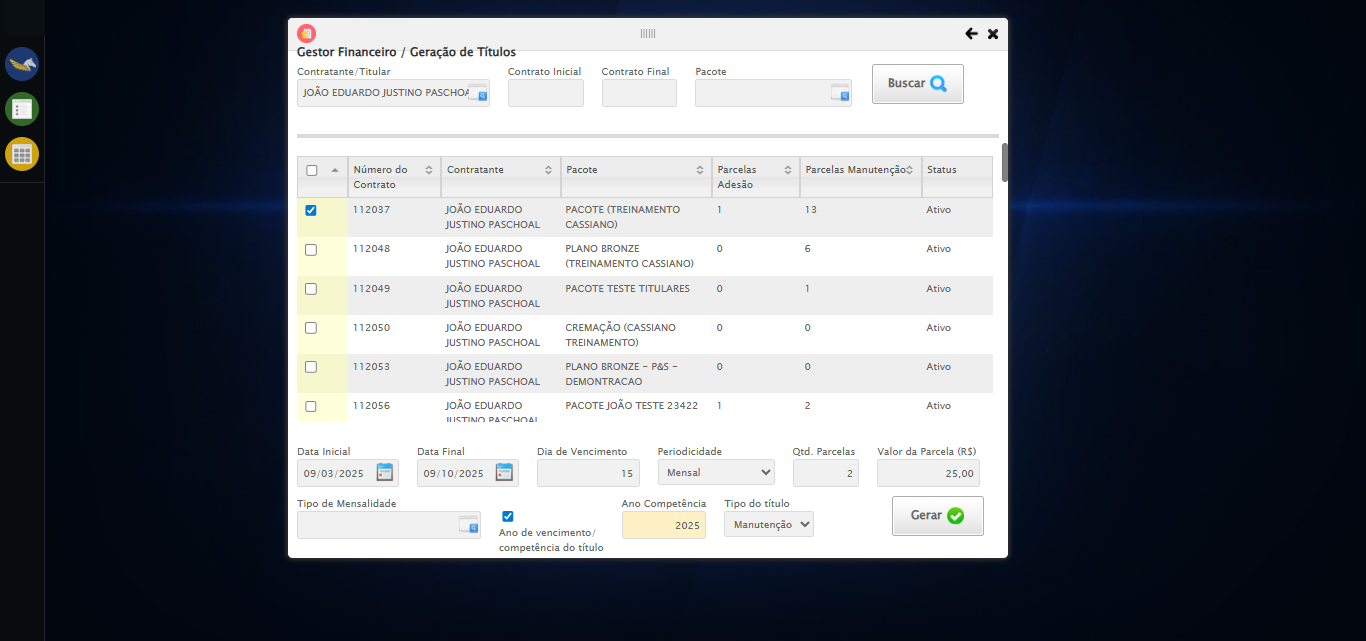 Gestor Financeiro / Geração de Títulos
Contratante/Titular Contrato Inicial Contrato Final Pacote
JOÃO EDUARDO JUSTINO PASCHOA Buscar
Número do Contrato Contratante Pacote Parcelas Adesão Parcelas Manutenção Status
112037 JOÃO EDUARDO JUSTINO PASCHOAL PACOTE (TREINAMENTO CASSIANO) 1 13 Ativo
112048 JOÃO EDUARDO JUSTINO PASCHOAL PLANO BRONZE (TREINAMENTO CASSIANO) 0 6 Ativo
112049 JOÃO EDUARDO JUSTINO PASCHOAL PACOTE TESTE TITULARES 0 1 Ativo
112050 JOÃO EDUARDO JUSTINO PASCHOAL CREMAÇÃO (CASSIANO TREINAMENTO) 0 0 Ativo
112053 JOÃO EDUARDO JUSTINO PASCHOAL PLANO BRONZE - P&S - DEMONTRACAO 0 0 Ativo
112056 JOÃO EDUARDO JUSTINO PASCHOAL PACOTE JOÃO TESTE 23422 1 2 Ativo
Data Inicial Data Final Dia de Vencimento Periodicidade Qtd. Parcelas Valor da Parcela (R$)
09/03/2025 09/10/2025 15 Mensal 2 25,00
Tipo de Mensalidade Ano Competência Tipo do título
2025 Manutenção Gerar
Ano de vencimento/
competência do título